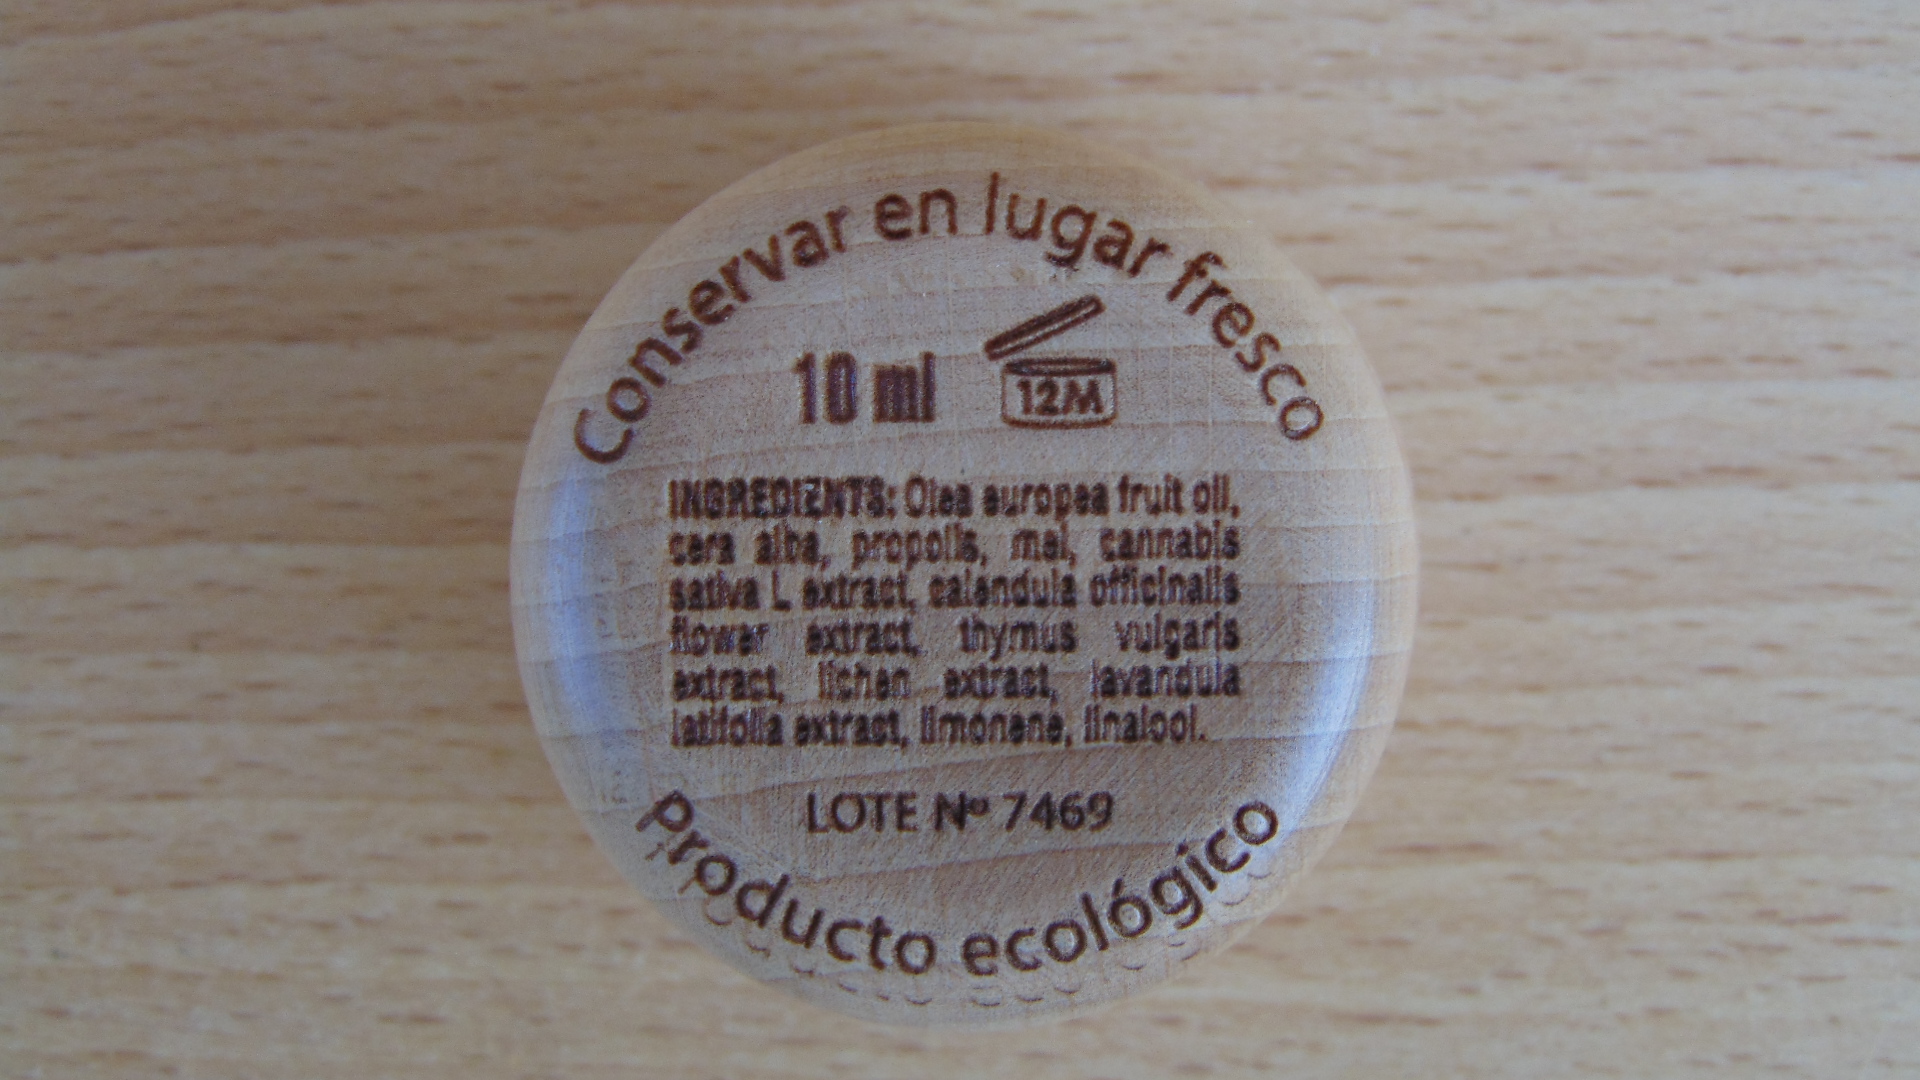 Conservar en lugar fresco
10 ml
12M
INGREDIENTS: Olea europea fruit oil,
cera alba, propolis, mel, cannabis
sativa L extract, calendula officinalis
flower extract, thymus vulgaris
extract, lichen extract, lavandula
latifolia extract, limonene, linalool.
LOTE Nº 7469
Producto ecológico